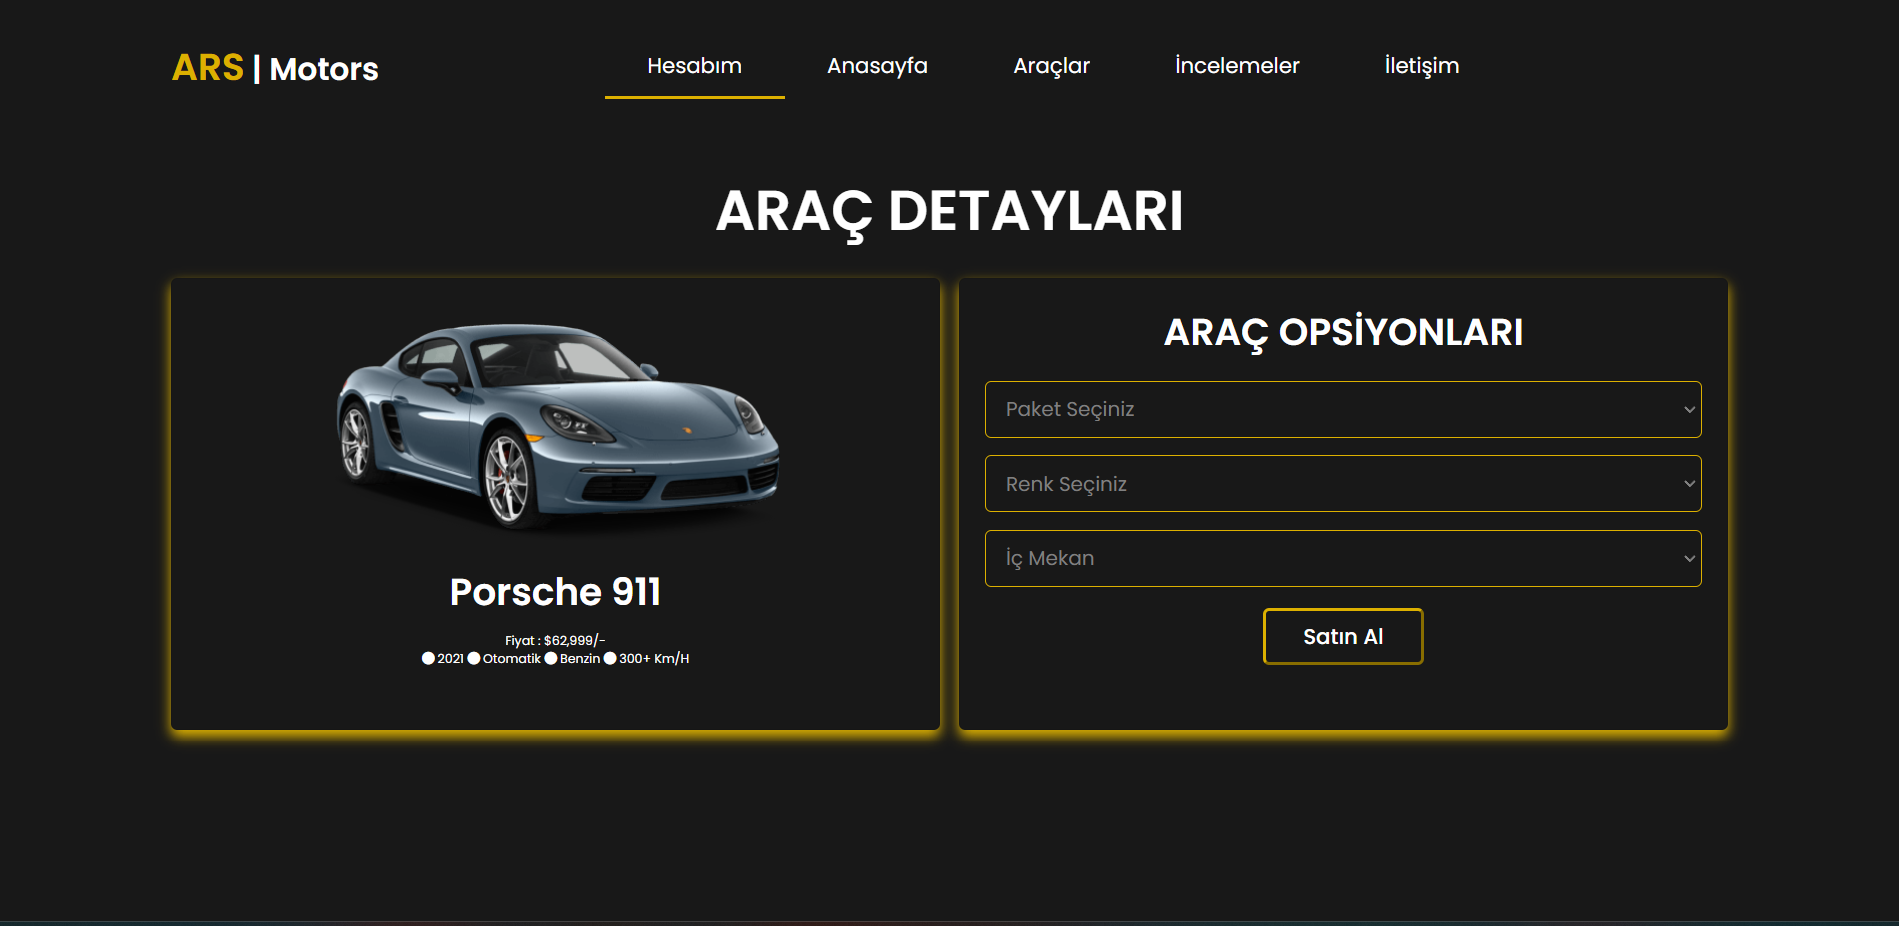 ARS | Motors
Hesabım Anasayfa Araçlar İncelemeler İletişim
ARAÇ DETAYLARI
Porsche 911
Fiyat : $62,999/-
2021 Otomatik Benzin 300+ Km/H
ARAÇ OPSİYONLARI
Paket Seçiniz
Renk Seçiniz
İç Mekan
Satın Al